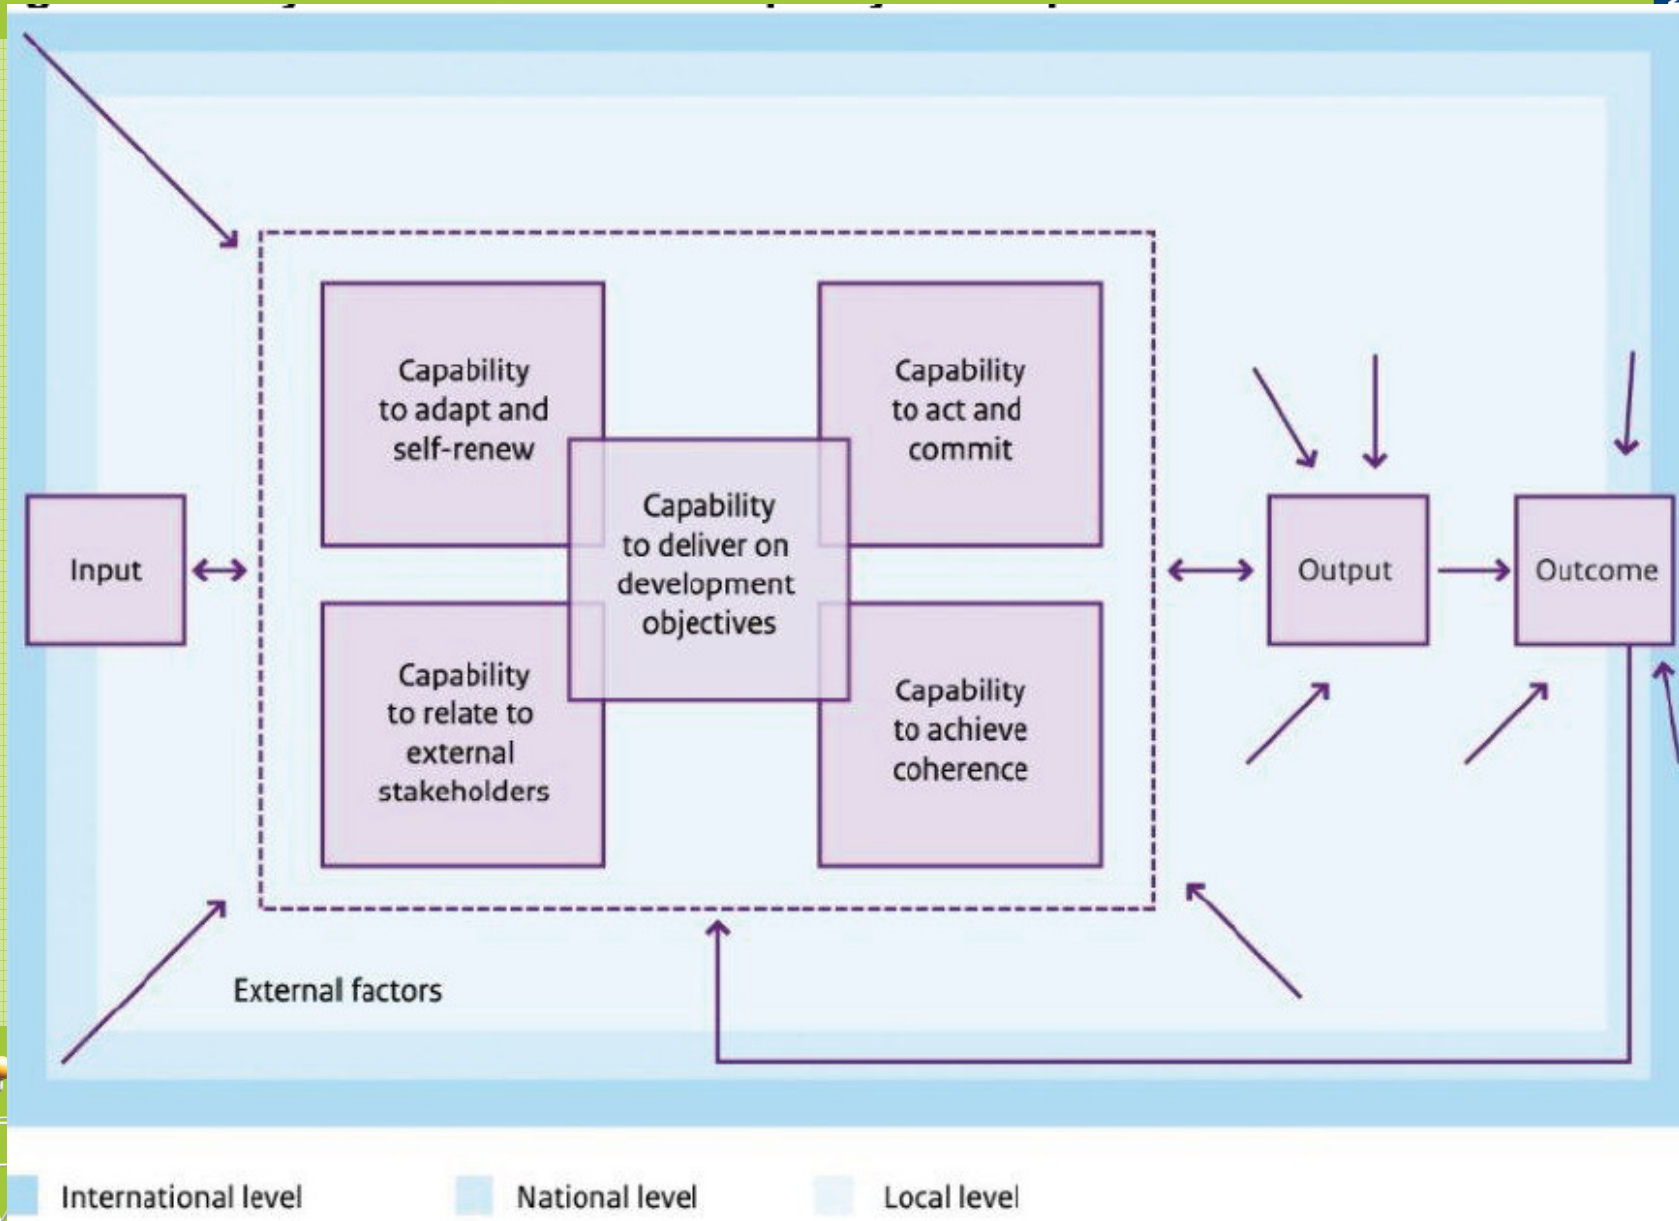 Capability
to adapt and
self-renew
Capability
to act and
commit
Capability
to deliver on
development
objectives
Input
Output
Outcome
Capability
to relate to
external
stakeholders
Capability
to achieve
coherence
External factors
International level
National level
Local level